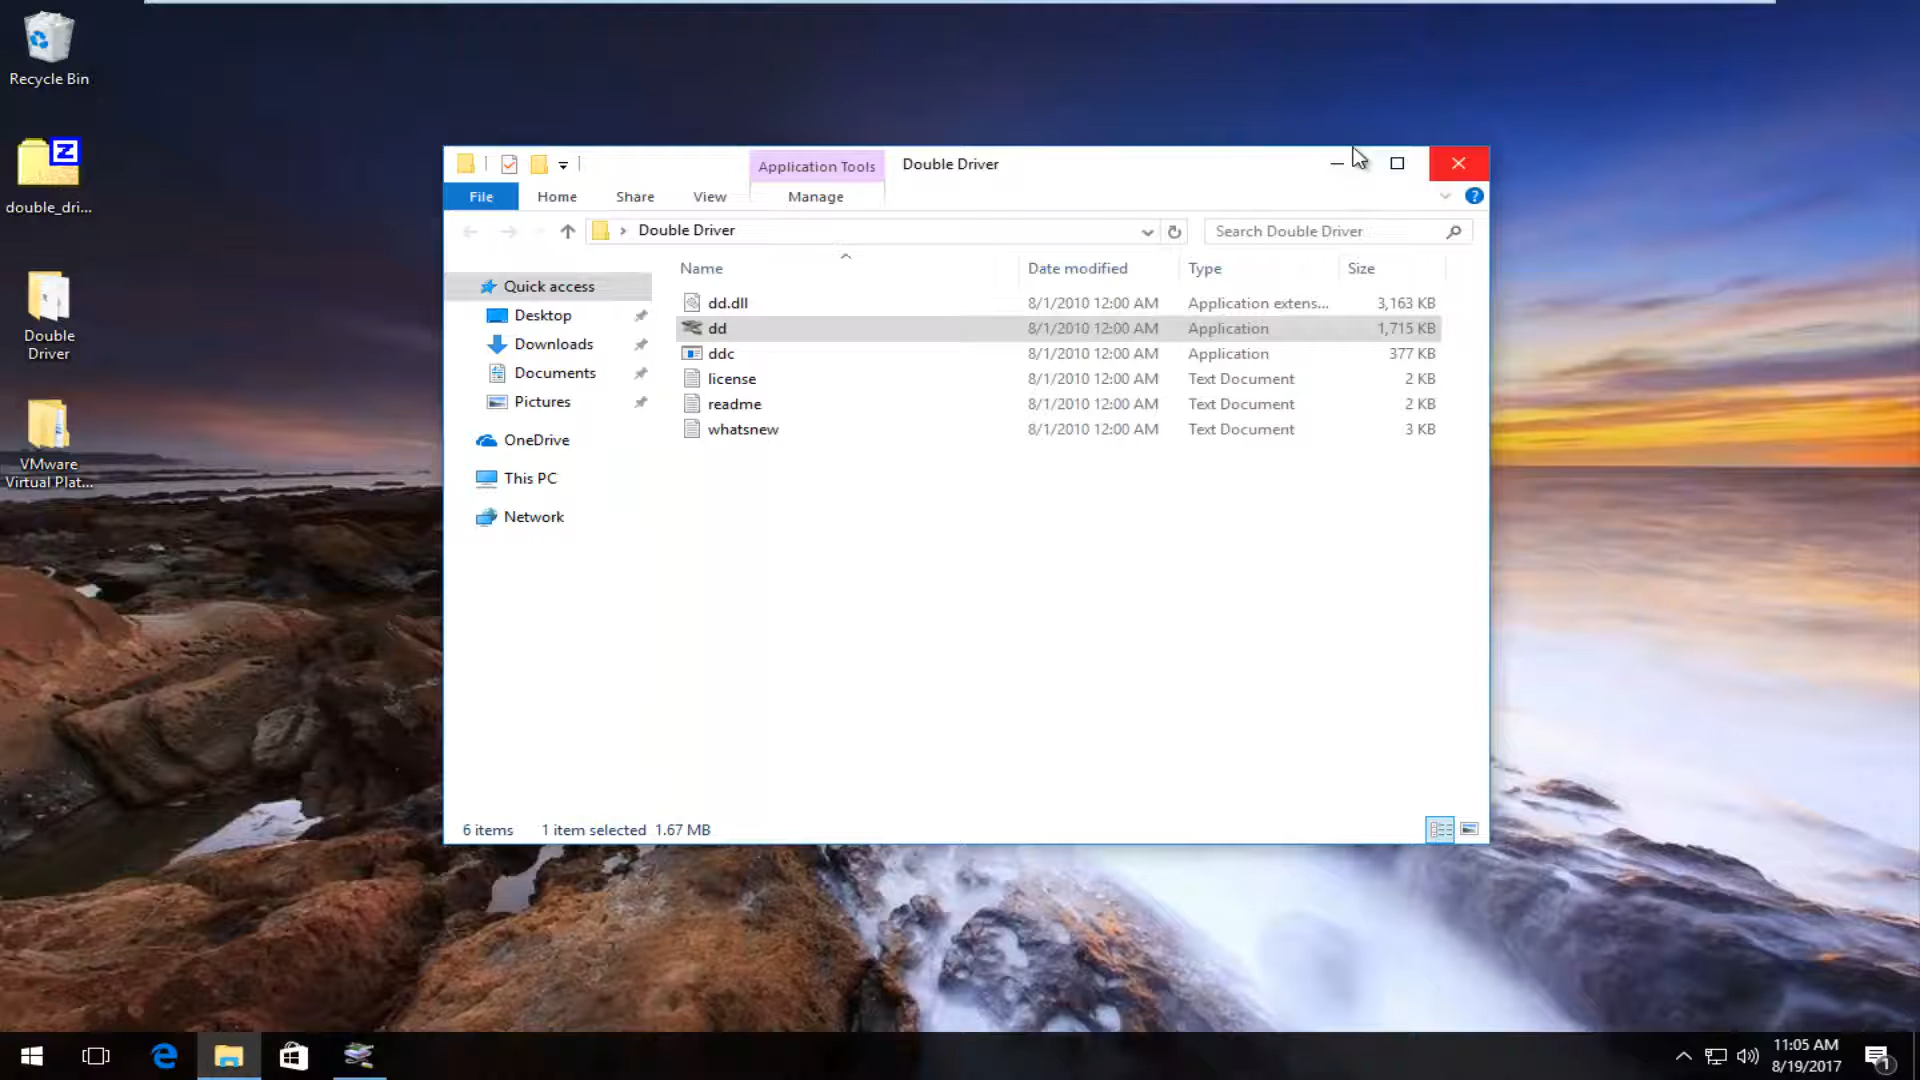 Recycle Bin
Z
double_dri...
Double
Driver
VMware
Virtual Plat...
Application Tools
Double Driver
File
Home
Share
View
Manage
?
Double Driver
Search Double Driver
Name
Date modified
Type
Size
dd.dll
8/1/2010 12:00 AM
Application extens...
3,163 KB
dd
8/1/2010 12:00 AM
Application
1,715 KB
ddc
8/1/2010 12:00 AM
Application
377 KB
license
8/1/2010 12:00 AM
Text Document
2 KB
readme
8/1/2010 12:00 AM
Text Document
2 KB
whatsnew
8/1/2010 12:00 AM
Text Document
3 KB
Quick access
Desktop
Downloads
Documents
Pictures
OneDrive
This PC
Network
6 items
1 item selected 1.67 MB
11:05 AM
8/19/2017
1